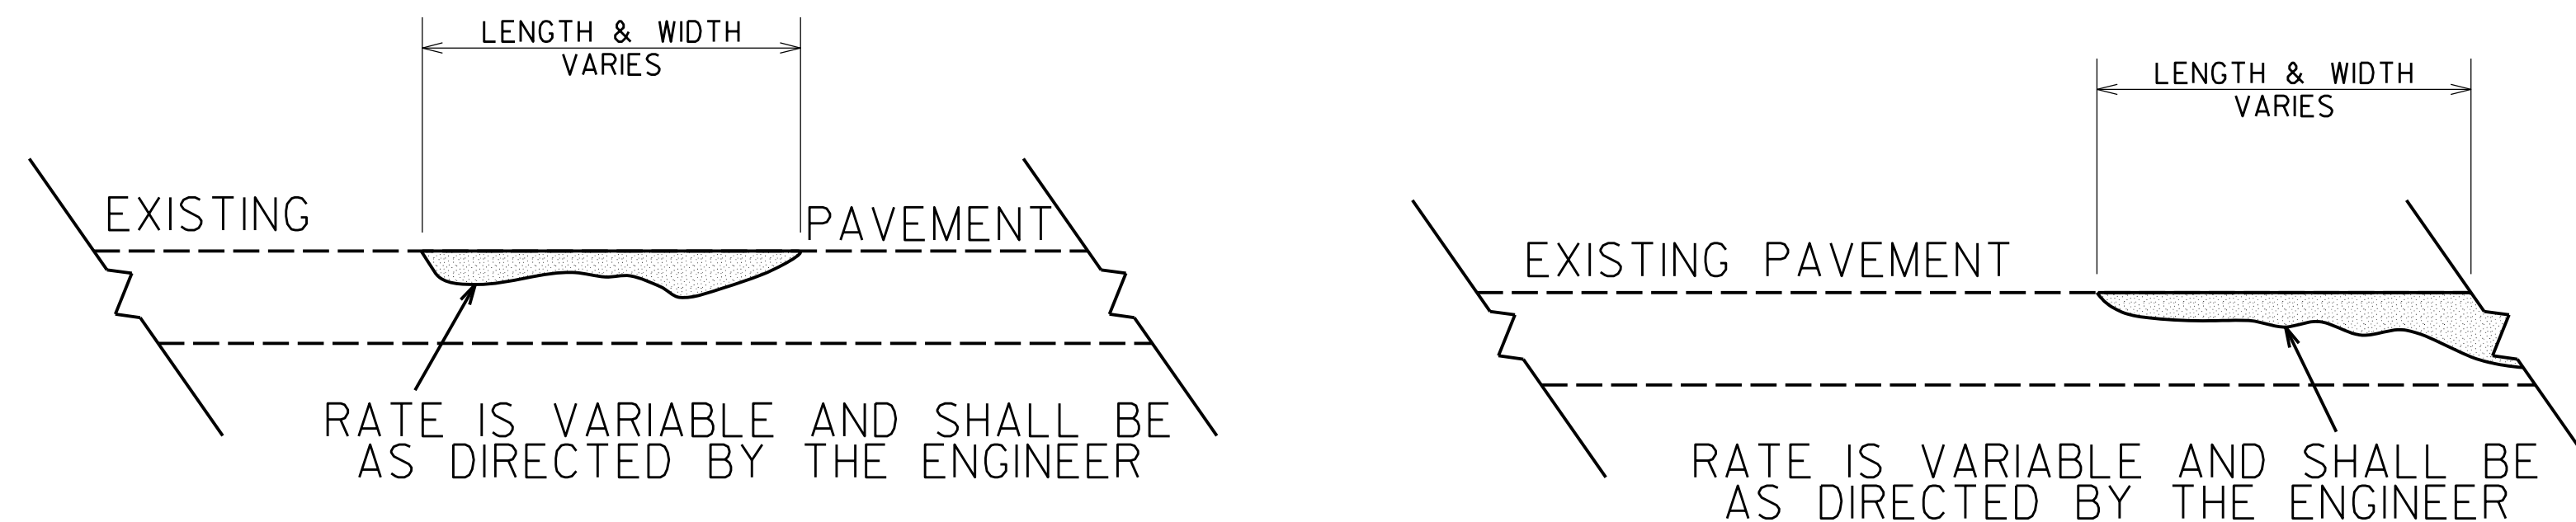 LENGTH & WIDTH
VARIES
EXISTING
PAVEMENT
RATE IS VARIABLE AND SHALL BE
AS DIRECTED BY THE ENGINEER
LENGTH & WIDTH
VARIES
EXISTING PAVEMENT
RATE IS VARIABLE AND SHALL BE
AS DIRECTED BY THE ENGINEER